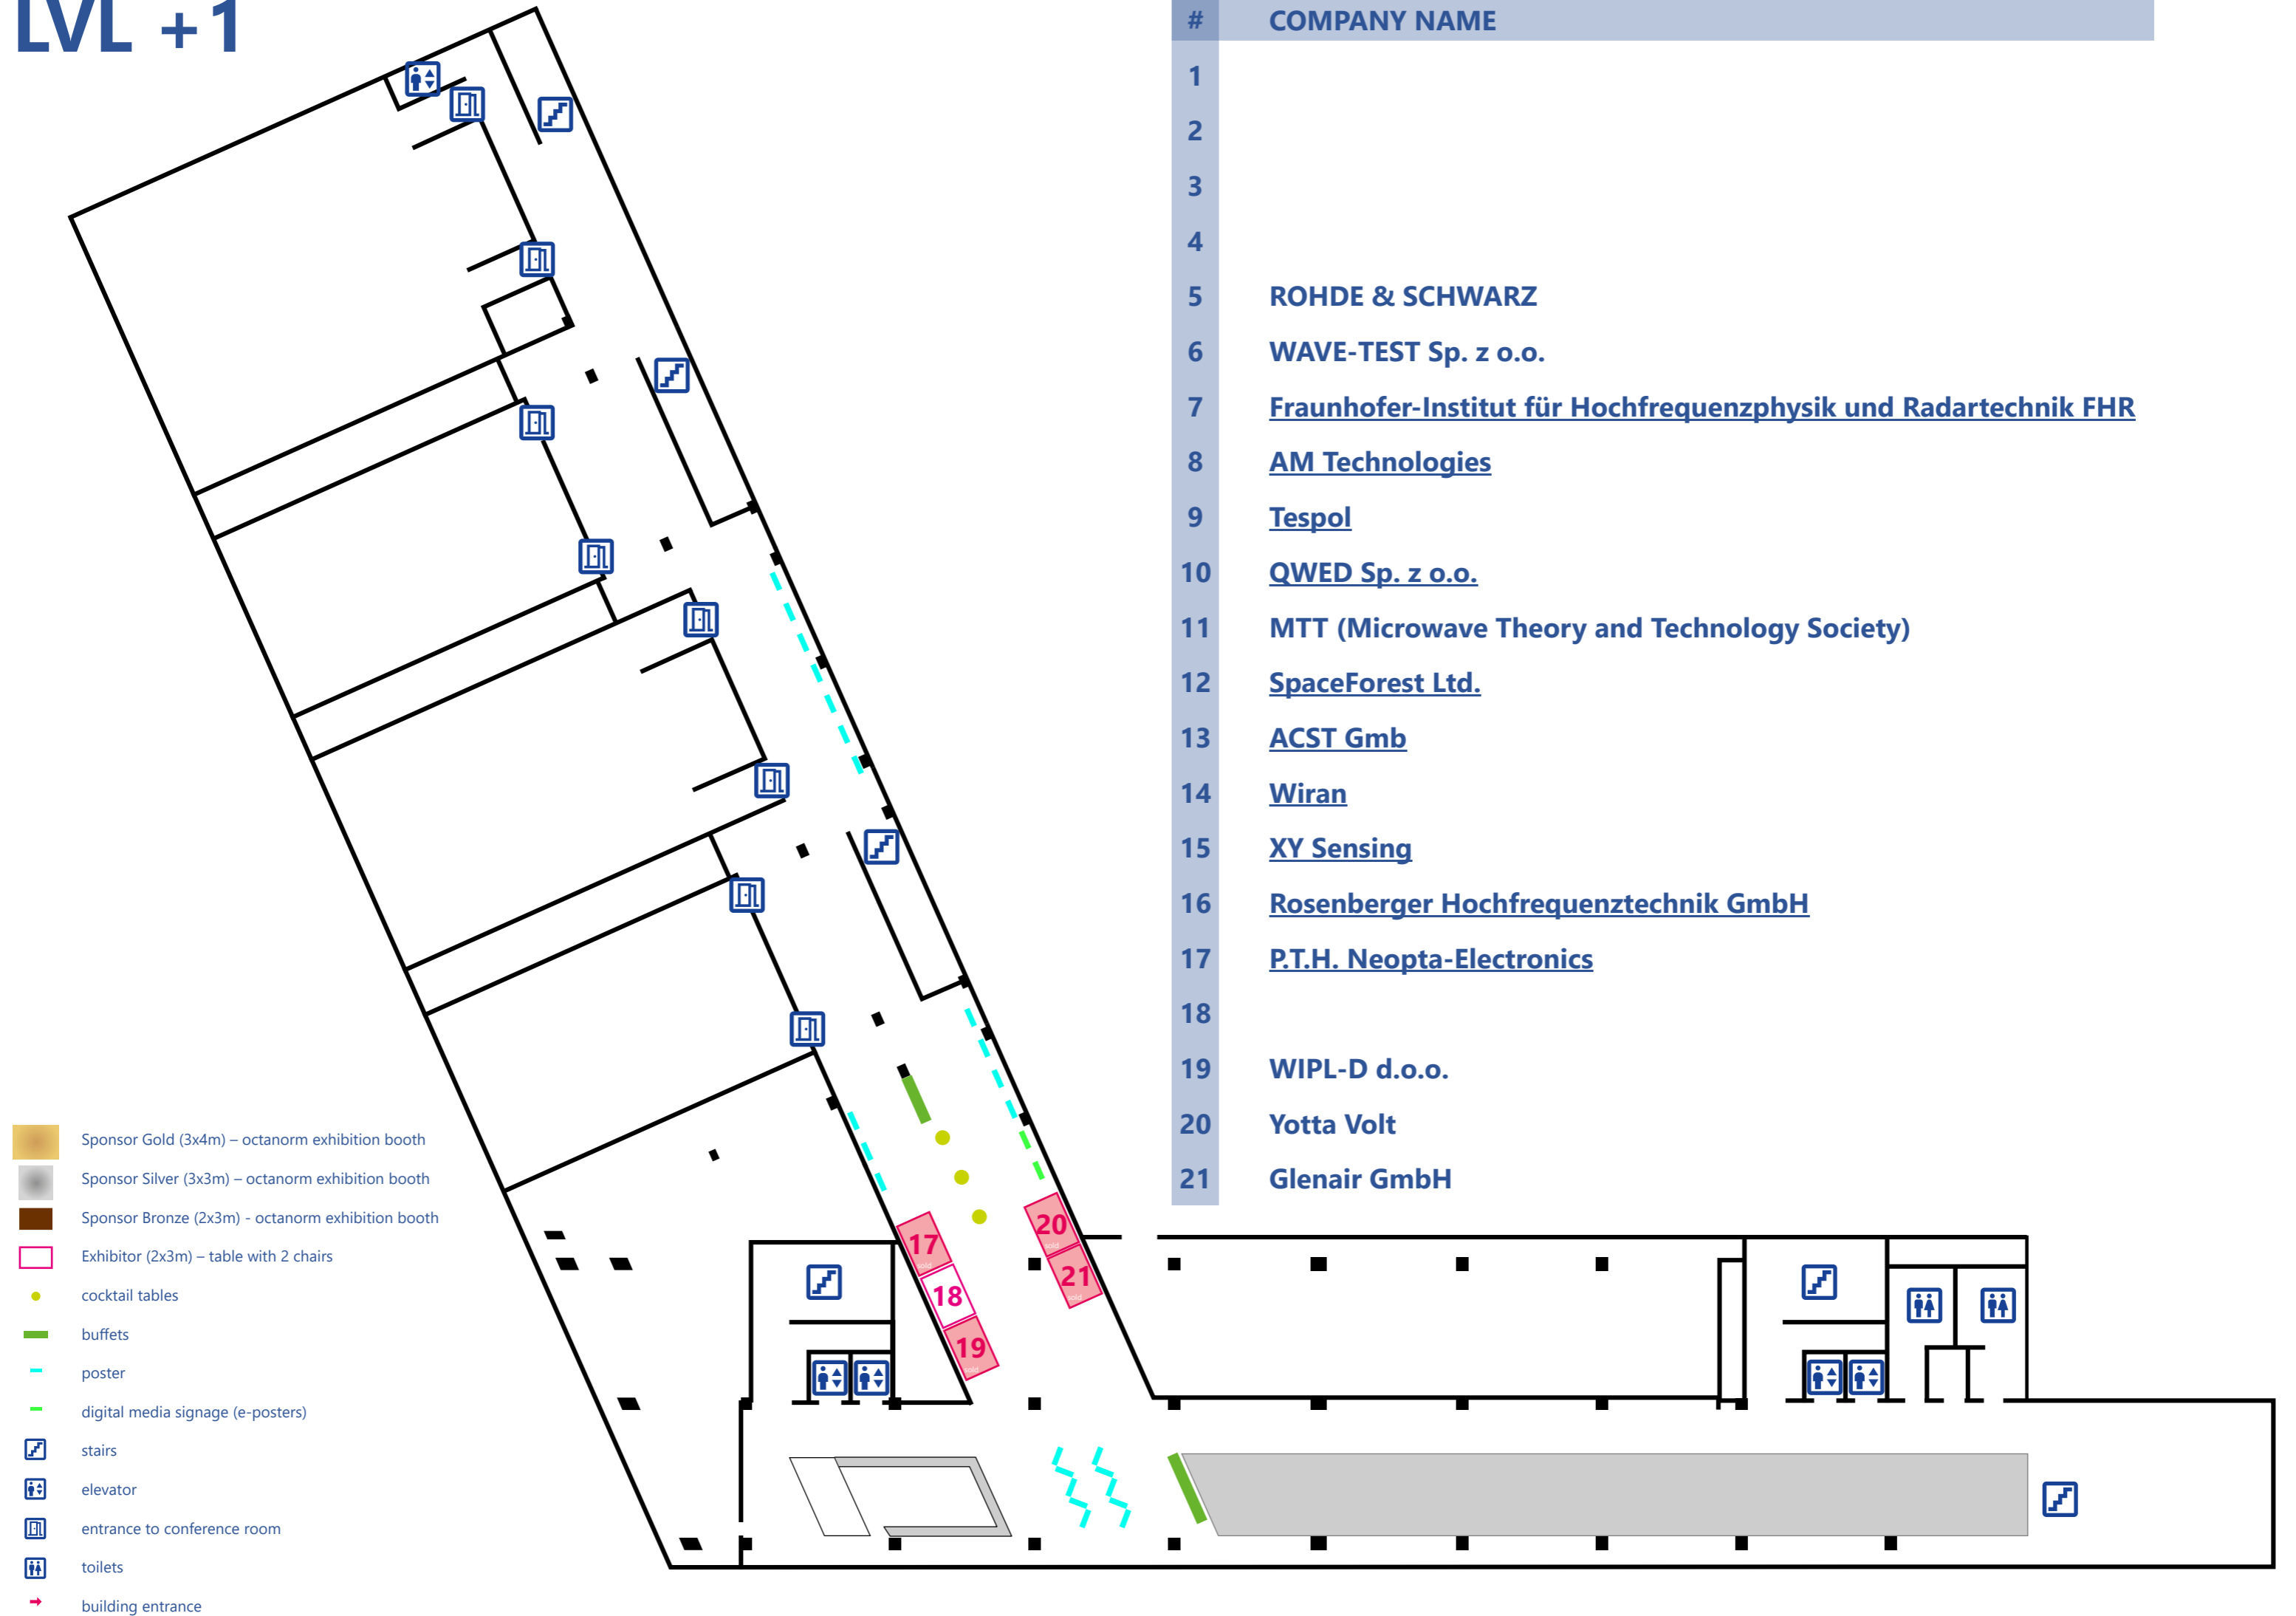 LVL +1
# COMPANY NAME
1
2
3
4
5 ROHDE & SCHWARZ
6 WAVE-TEST Sp. z o.o.
7 Fraunhofer-Institut für Hochfrequenzphysik und Radartechnik FHR
8 AM Technologies
9 Tespol
10 QWED Sp. z o.o.
11 MTT (Microwave Theory and Technology Society)
12 SpaceForest Ltd.
13 ACST Gmb
14 Wiran
15 XY Sensing
16 Rosenberger Hochfrequenztechnik GmbH
17 P.T.H. Neopta-Electronics
18
19 WIPL-D d.o.o.
20 Yotta Volt
21 Glenair GmbH
17
sold
18
19
sold
20
sold
21
sold
Sponsor Gold (3x4m) – octanorm exhibition booth
Sponsor Silver (3x3m) – octanorm exhibition booth
Sponsor Bronze (2x3m) - octanorm exhibition booth
Exhibitor (2x3m) – table with 2 chairs
cocktail tables
buffets
poster
digital media signage (e-posters)
stairs
elevator
entrance to conference room
toilets
building entrance